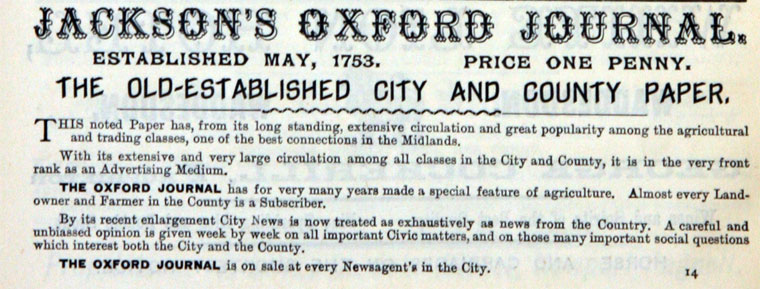 JACKSON'S OXFORD JOURNAL.
ESTABLISHED MAY, 1753. PRICE ONE PENNY.
THE OLD-ESTABLISHED CITY AND COUNTY PAPER.
THIS noted Paper has, from its long standing, extensive circulation and great popularity among the agricultural
and trading classes, one of the best connections in the Midlands.
With its extensive and very large circulation among all classes in the City and County, it is in the very front
rank as an Advertising Medium.
THE OXFORD JOURNAL has for very many years made a special feature of agriculture. Almost every Land-
owner and Farmer in the County is a Subscriber.
By its recent enlargement City News is now treated as exhaustively as news from the Country. A careful and
unbiassed opinion is given week by week on all important Civic matters, and on those many important social questions
which interest both the City and the County.
THE OXFORD JOURNAL is on sale at every Newsagent's in the City.
14